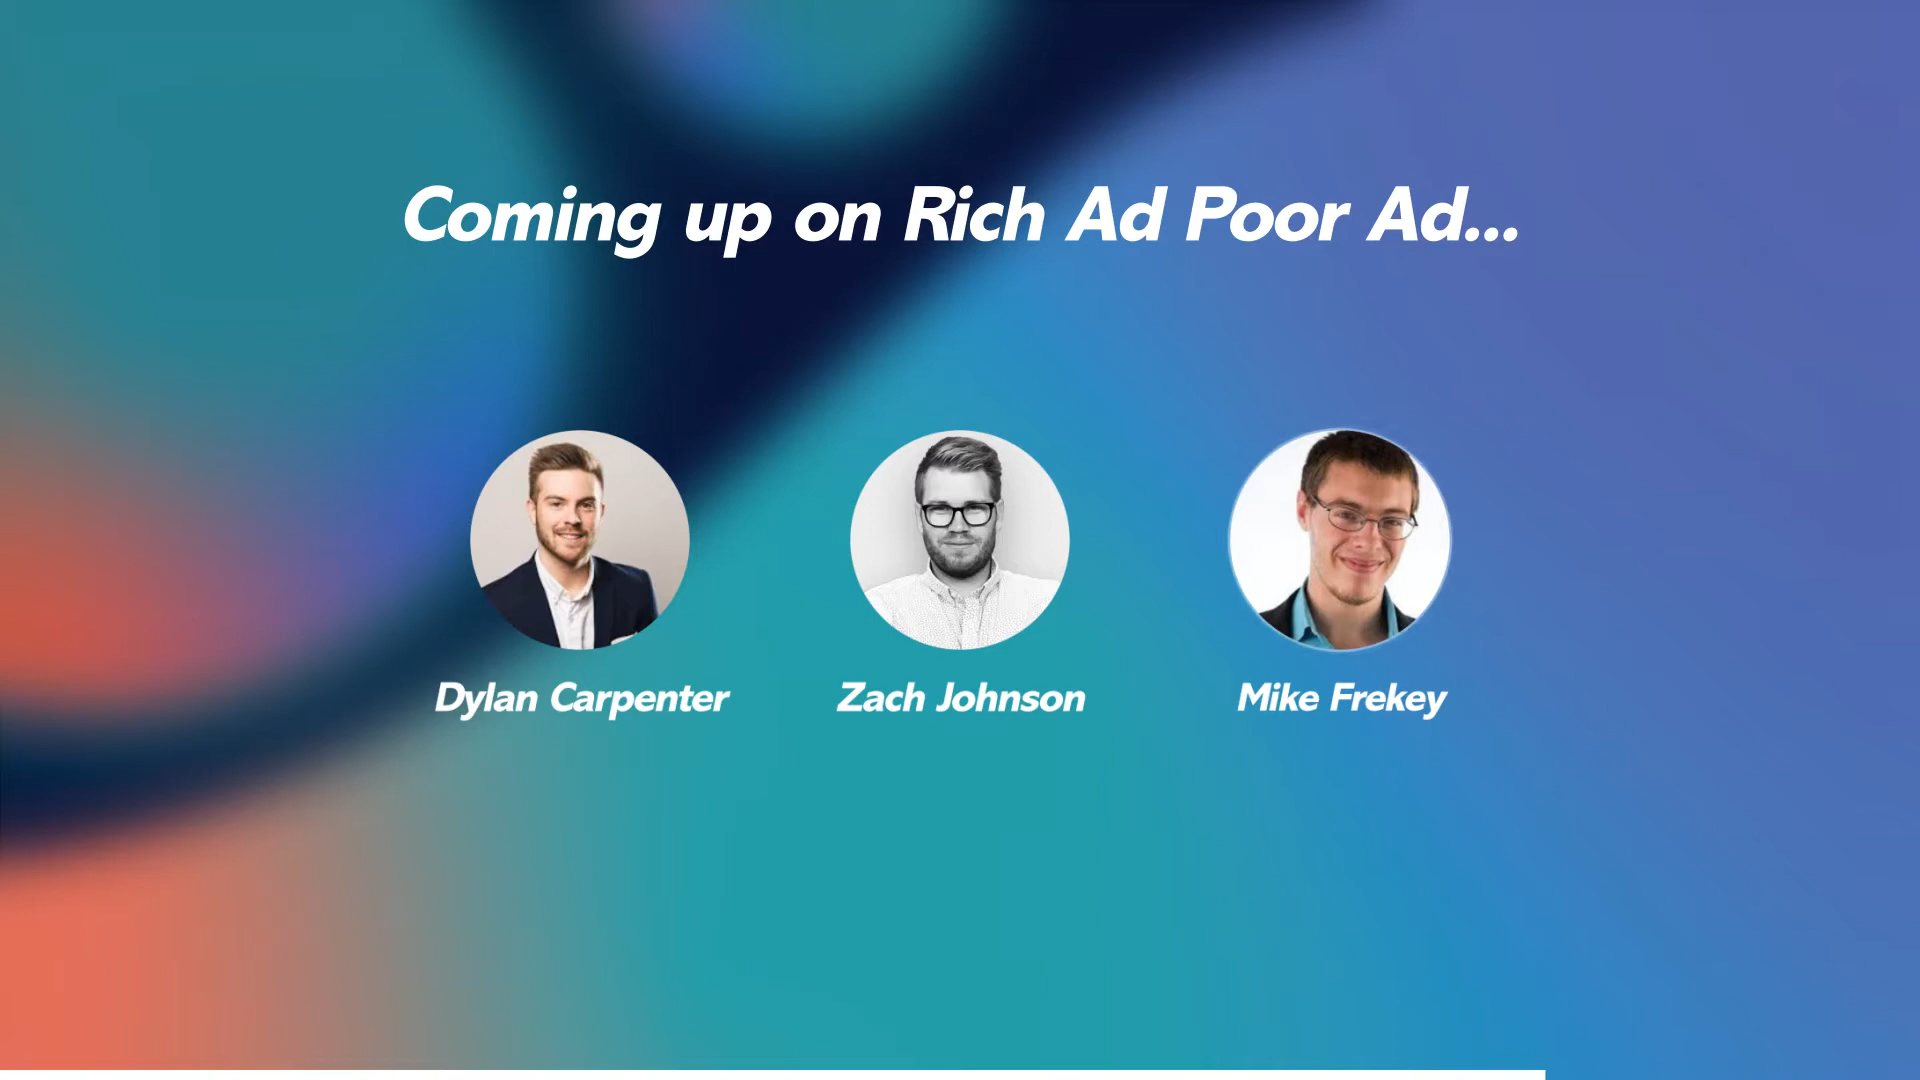 Coming up on Rich Ad Poor Ad...
Dylan Carpenter
Zach Johnson
Mike Frekey